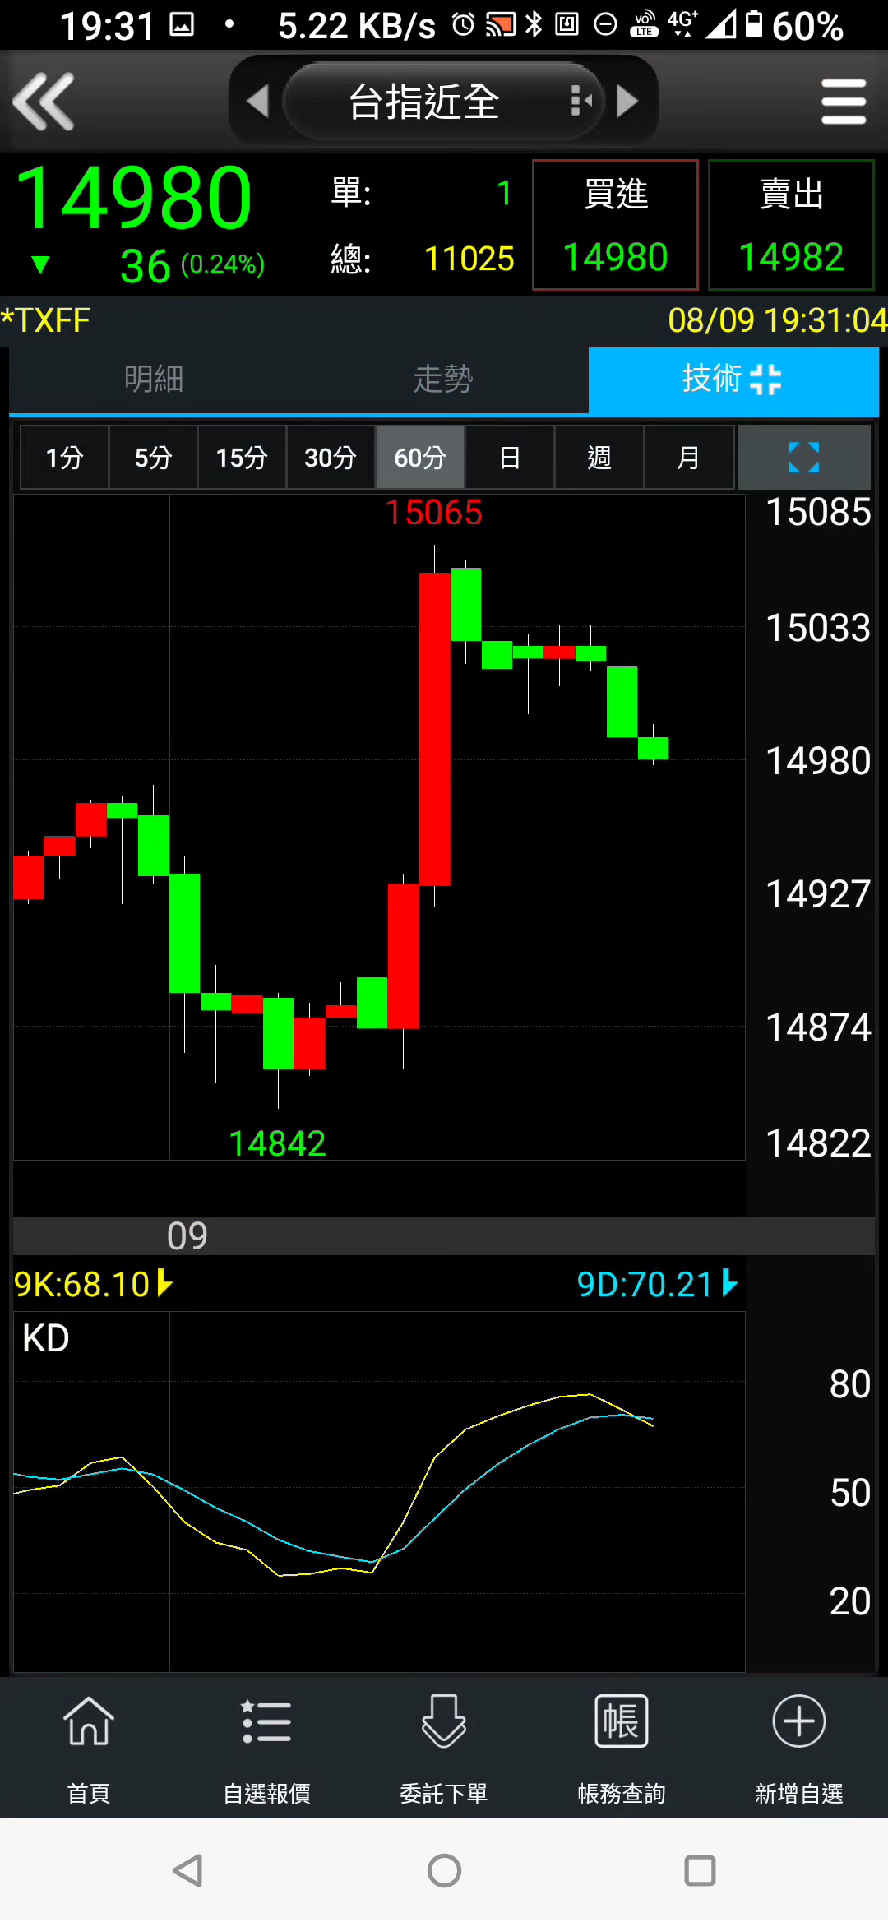 19:31 • 5.22 KB/s VO LTE 4G+ 60%
台指近全
14980 單: 1 買進 賣出
▼ 36 (0.24%) 總: 11025 14980 14982
*TXFF 08/09 19:31:04
明細 走勢 技術
1分 5分 15分 30分 60分 日 週 月
15065 15085
15033
14980
14927
14874
14842 14822
09
9K:68.10 9D:70.21
KD
80
50
20
帳
首頁 自選報價 委託下單 帳務查詢 新增自選